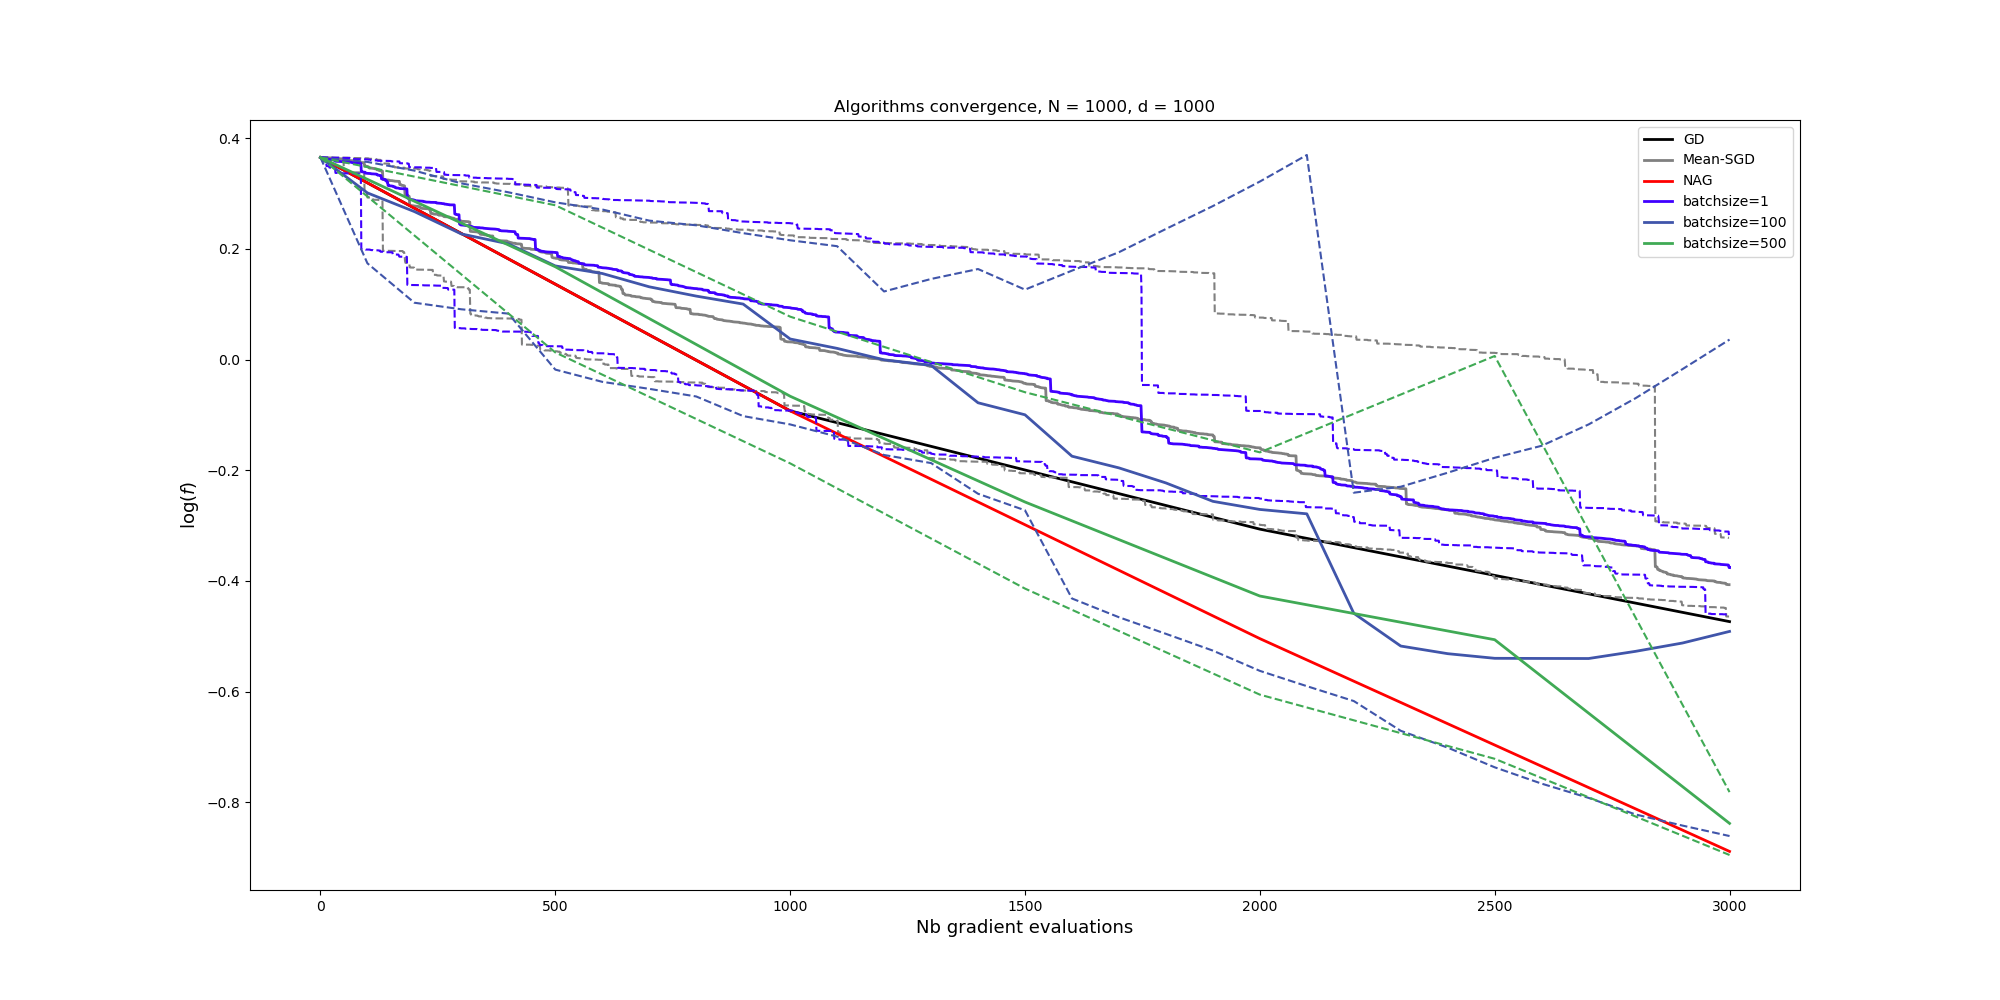 Algorithms convergence, N = 1000, d = 1000
GD
Mean-SGD
NAG
batchsize=1
batchsize=100
batchsize=500
log(f)
0.4
0.2
0.0
−0.2
−0.4
−0.6
−0.8
0 500 1000 1500 2000 2500 3000
Nb gradient evaluations